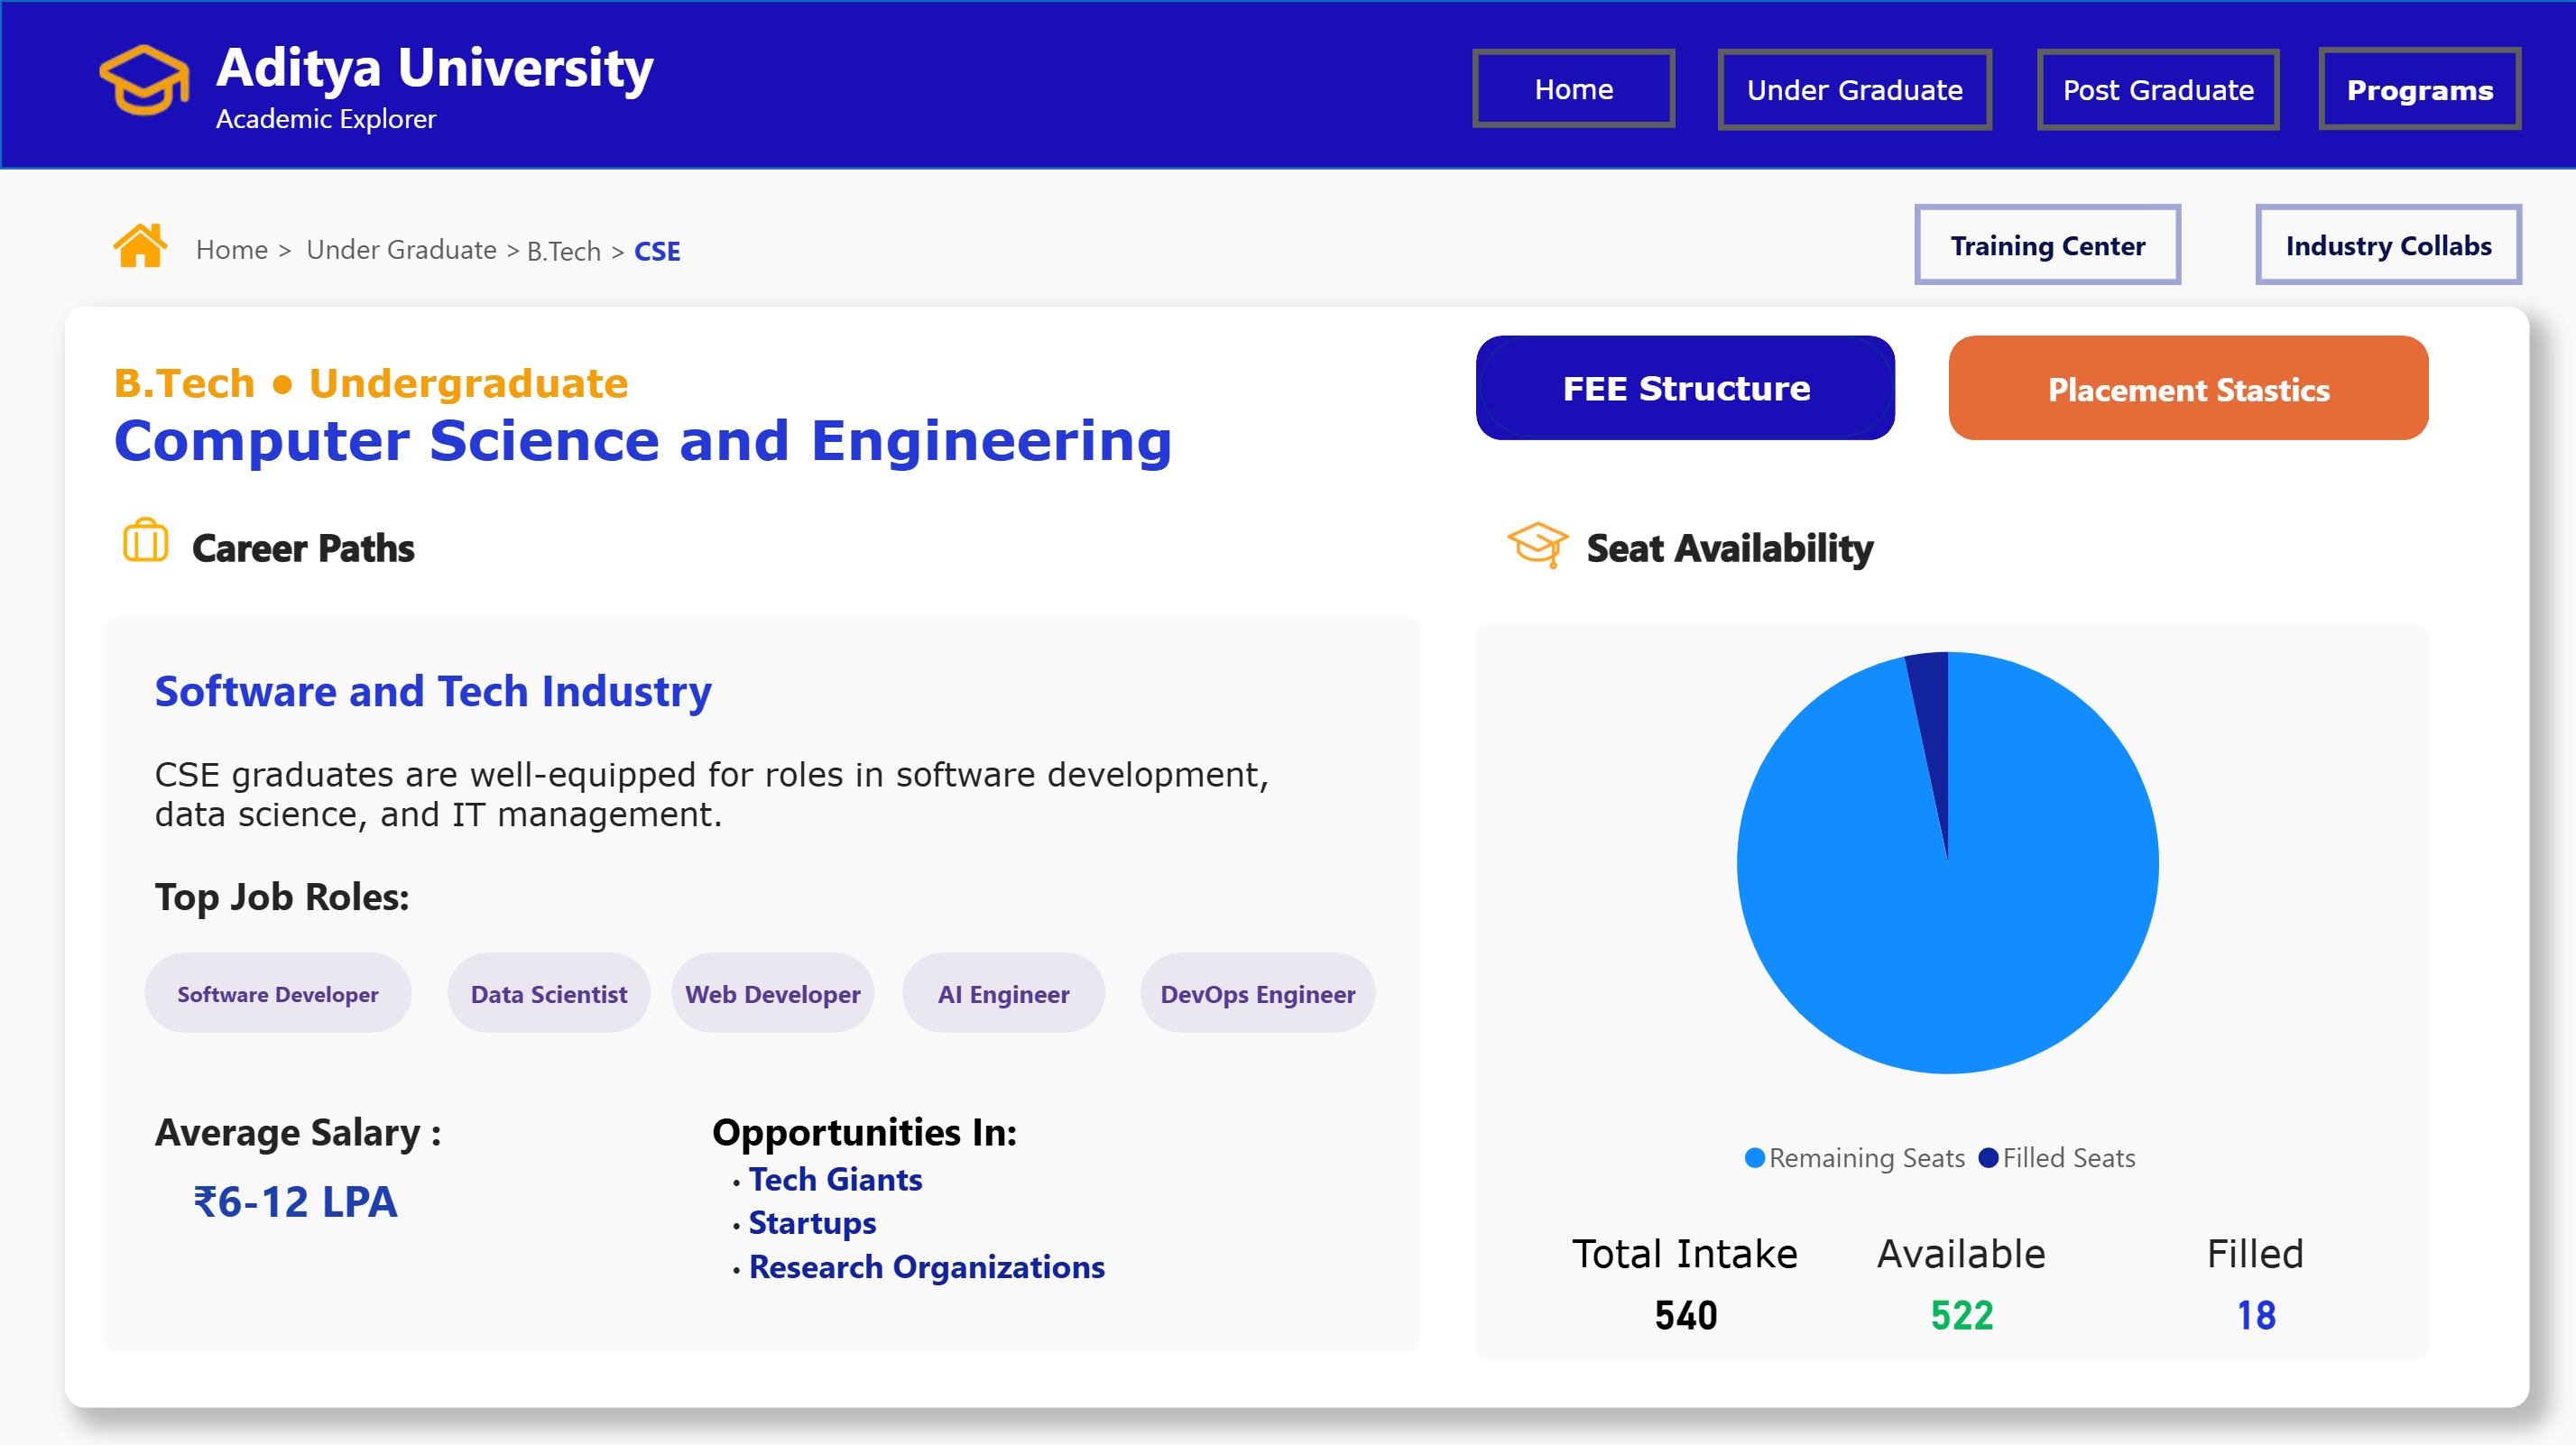 Aditya University
Academic Explorer
Home
Under Graduate
Post Graduate
Programs
Home > Under Graduate > B.Tech > CSE
Training Center
Industry Collabs
B.Tech ● Undergraduate
Computer Science and Engineering
FEE Structure
Placement Stastics
Career Paths
Seat Availability
Software and Tech Industry
CSE graduates are well-equipped for roles in software development,
data science, and IT management.
Top Job Roles:
Software Developer
Data Scientist
Web Developer
AI Engineer
DevOps Engineer
Average Salary :
₹6-12 LPA
Opportunities In:
• Tech Giants
• Startups
• Research Organizations
Remaining Seats
Filled Seats
Total Intake
Available
Filled
540
522
18